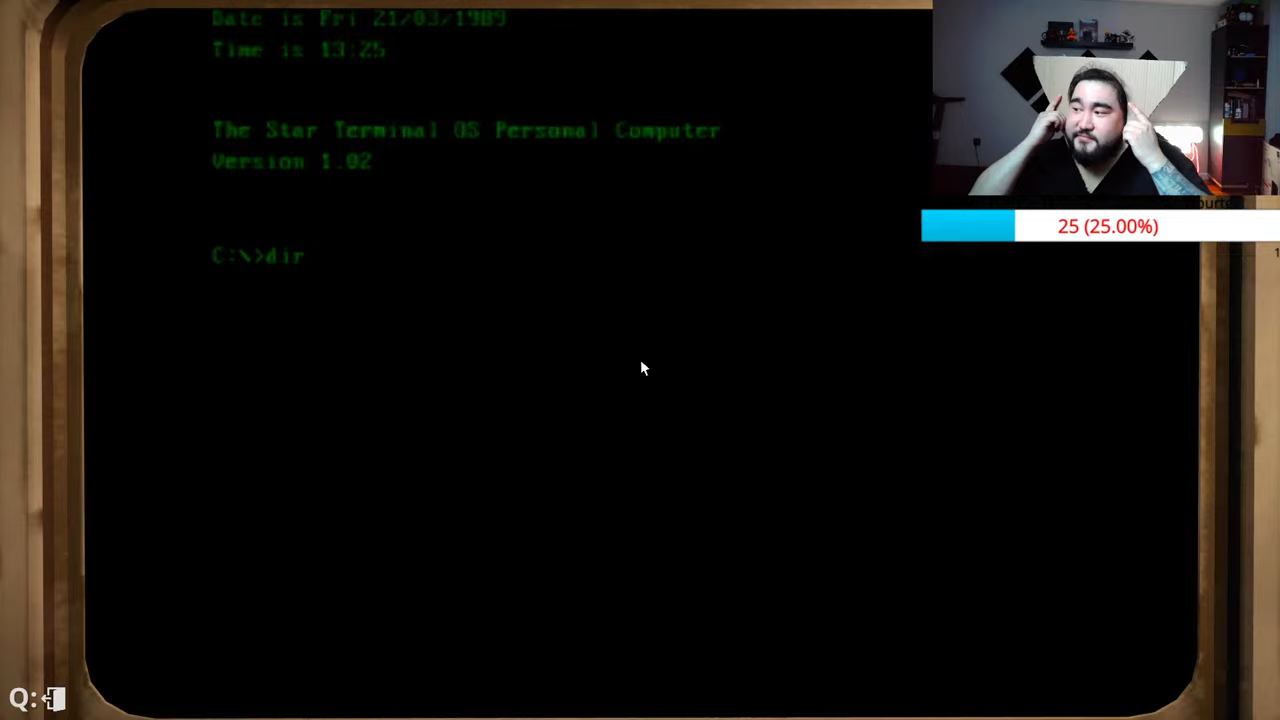 Date is Fri 21/03/1989
Time is 13:25
The Star Terminal OS Personal Computer
Version 1.02
C:\>dir
25 (25.00%)
Q: